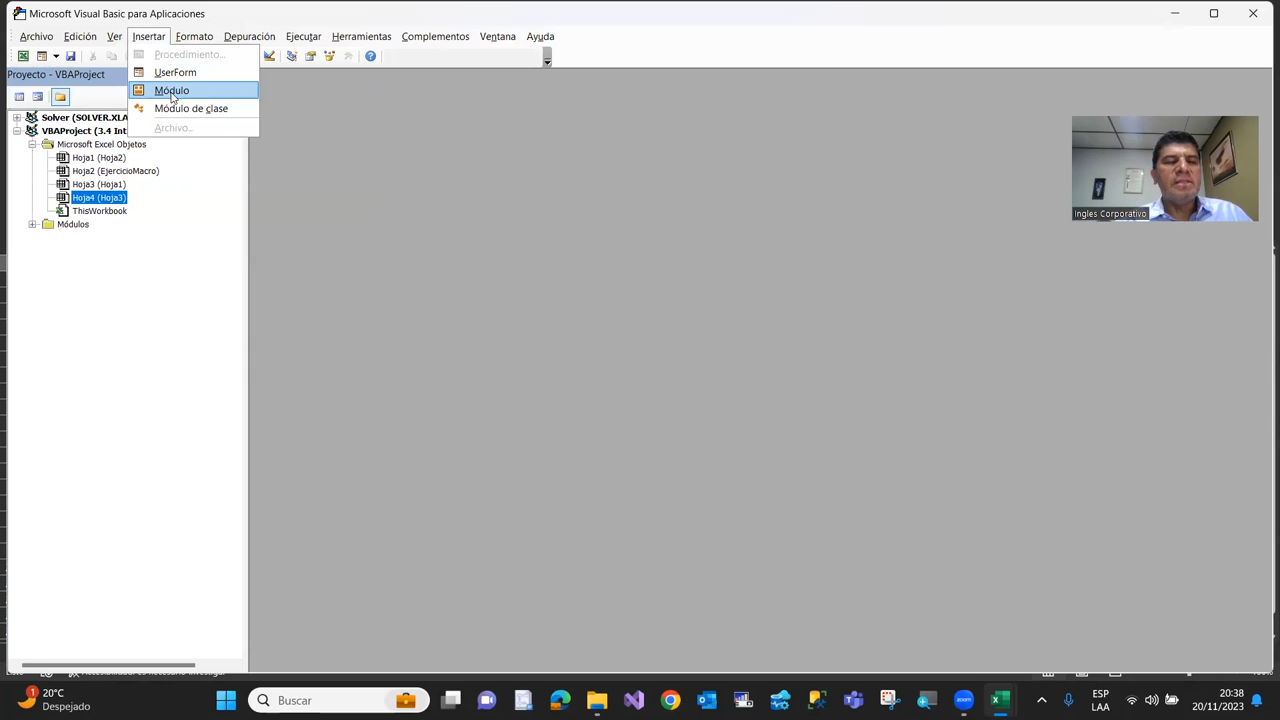 Microsoft Visual Basic para Aplicaciones
Archivo Edición Ver Insertar Formato Depuración Ejecutar Herramientas Complementos Ventana Ayuda
Procedimiento...
UserForm
Módulo
Módulo de clase
Archivo...
Proyecto - VBAProject
Solver (SOLVER.XLA
VBAProject (3.4 Int
Microsoft Excel Objetos
Hoja1 (Hoja2)
Hoja2 (EjercicioMacro)
Hoja3 (Hoja1)
Hoja4 (Hoja3)
ThisWorkbook
Módulos
Ingles Corporativo
1
20°C
Despejado
Buscar
ESP
LAA
20:38
20/11/2023